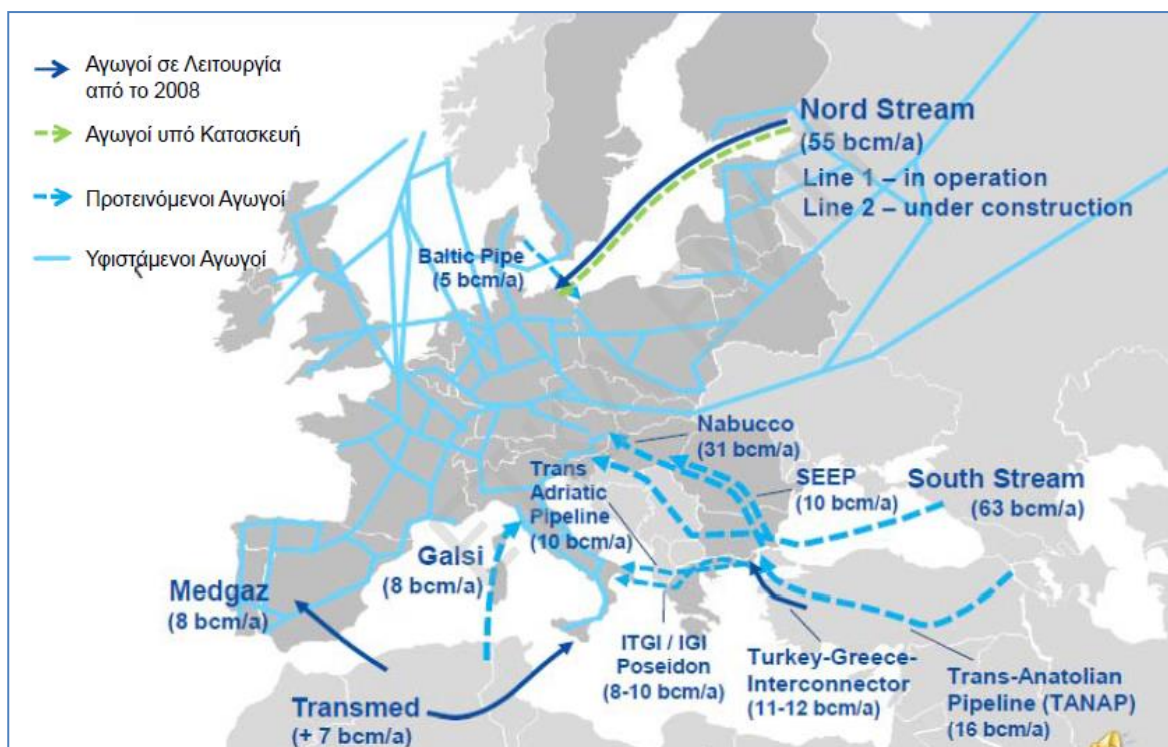 Αγωγοί σε Λειτουργία
από το 2008
Αγωγοί υπό Κατασκευή
Προτεινόμενοι Αγωγοί
Υφιστάμενοι Αγωγοί
Nord Stream
(55 bcm/a)
Line 1 – in operation
Line 2 – under construction
Baltic Pipe
(5 bcm/a)
Nabucco
(31 bcm/a)
SEEP
(10 bcm/a)
South Stream
(63 bcm/a)
Trans
Adriatic
Pipeline
(10 bcm/a)
Galsi
(8 bcm/a)
Medgaz
(8 bcm/a)
Transmed
(+ 7 bcm/a)
ITGI / IGI
Poseidon
(8-10 bcm/a)
Turkey-Greece-
Interconnector
(11-12 bcm/a)
Trans-Anatolian
Pipeline (TANAP)
(16 bcm/a)